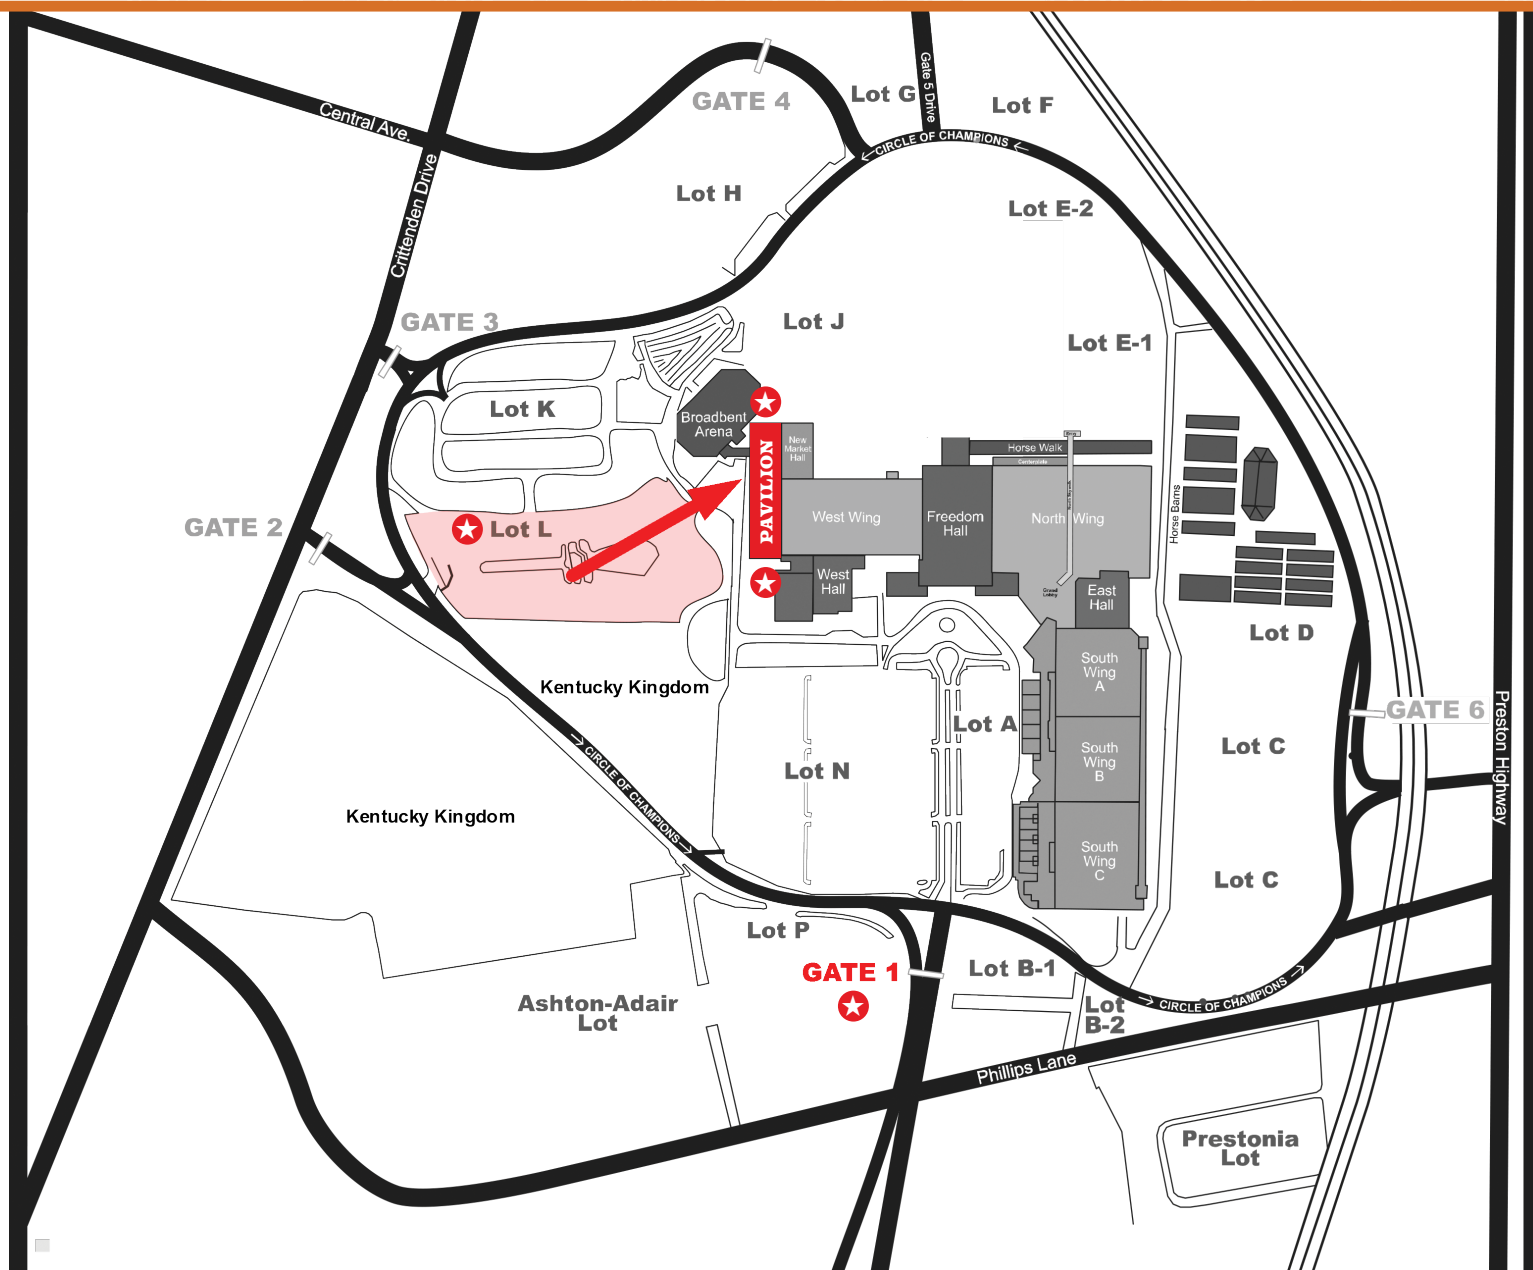 Gate 5 Drive
Lot G
GATE 4
Lot F
Central Ave.
← CIRCLE OF CHAMPIONS ←
Crittenden Drive
Lot H
Lot E-2
GATE 3
Lot J
Lot E-1
Lot K
Broadbent
Arena
PAVILION
New
Market
Hall
Horse Walk
Horse Barns
GATE 2
Lot L
West Wing
Freedom
Hall
North Wing
West
Hall
East
Hall
Lot D
South
Wing
A
Kentucky Kingdom
Preston Highway
GATE 6
Lot A
Lot C
South
Wing
B
Lot N
→ CIRCLE OF CHAMPIONS →
Kentucky Kingdom
South
Wing
C
Lot C
Lot P
GATE 1
Lot B-1
→ CIRCLE OF CHAMPIONS →
Lot
B-2
Ashton-Adair
Lot
Phillips Lane
Prestonia
Lot